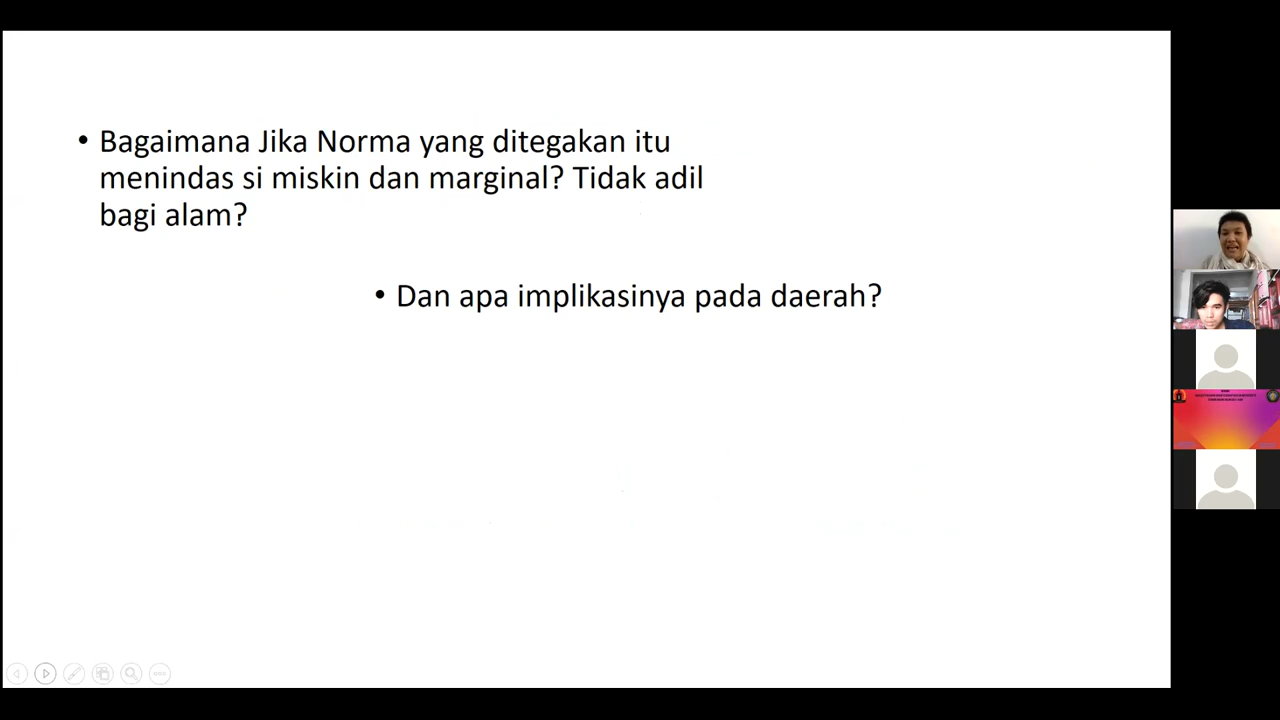 • Bagaimana Jika Norma yang ditegakan itu
menindas si miskin dan marginal? Tidak adil
bagi alam?
• Dan apa implikasinya pada daerah?